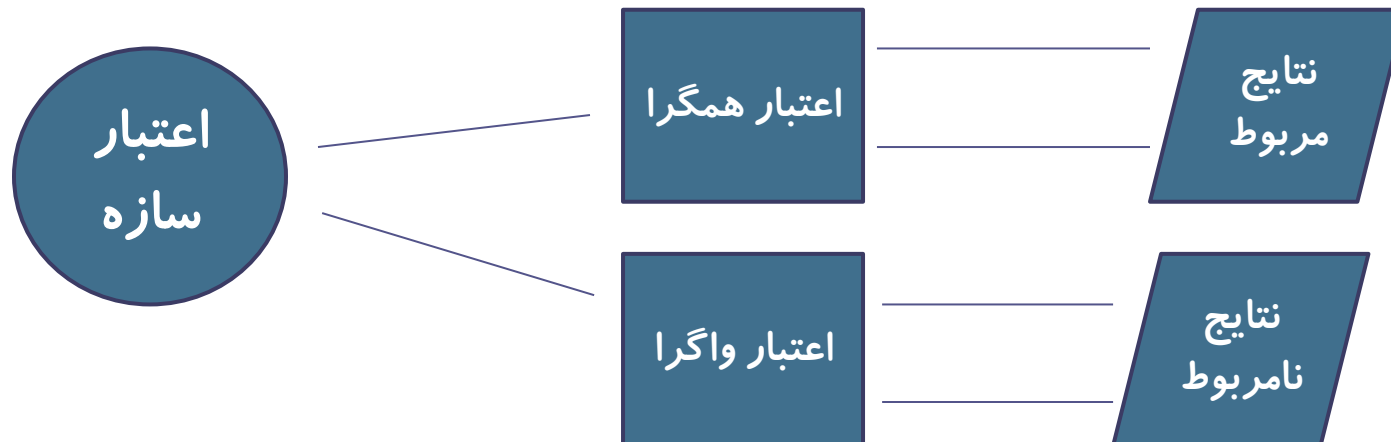 اعتبار
سازه
اعتبار همگرا
نتایج
مربوط
اعتبار واگرا
نتایج
نامربوط